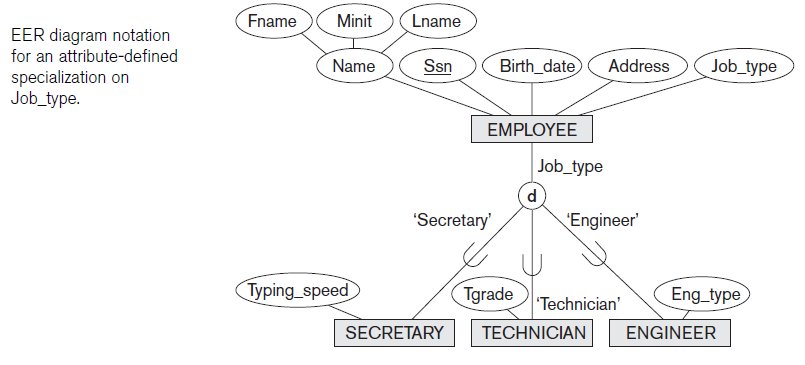 EER diagram notation
for an attribute-defined
specialization on
Job_type.
Fname
Minit
Lname
Name
Ssn
Birth_date
Address
Job_type
EMPLOYEE
Job_type
d
‘Secretary’
‘Engineer’
Typing_speed
Tgrade
‘Technician’
Eng_type
SECRETARY
TECHNICIAN
ENGINEER